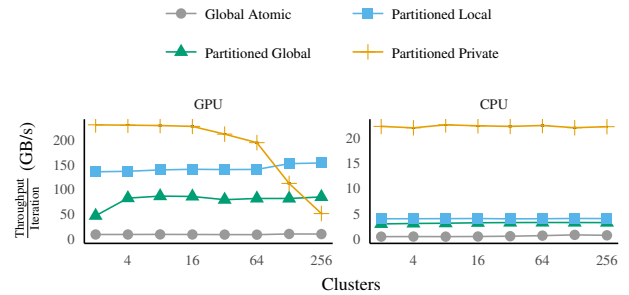 Global Atomic
Partitioned Local
Partitioned Global
Partitioned Private
GPU
CPU
Throughput
Iteration
(GB/s)
200
150
100
50
0
20
15
10
5
0
4
16
64
256
4
16
64
256
Clusters